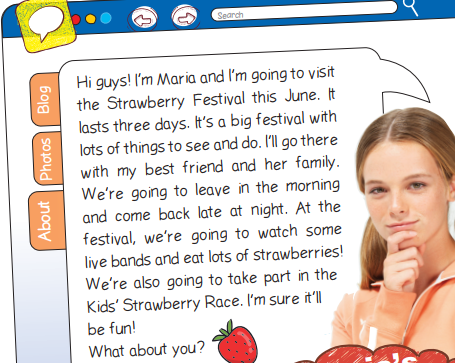 Search
Blog
Photos
About
Hi guys! I'm Maria and I'm going to visit
the Strawberry Festival this June. It
lasts three days. It's a big festival with
lots of things to see and do. I'll go there
with my best friend and her family.
We're going to leave in the morning
and come back late at night. At the
festival, we're going to watch some
live bands and eat lots of strawberries!
We're also going to take part in the
Kids' Strawberry Race. I'm sure it'll
be fun!
What about you?